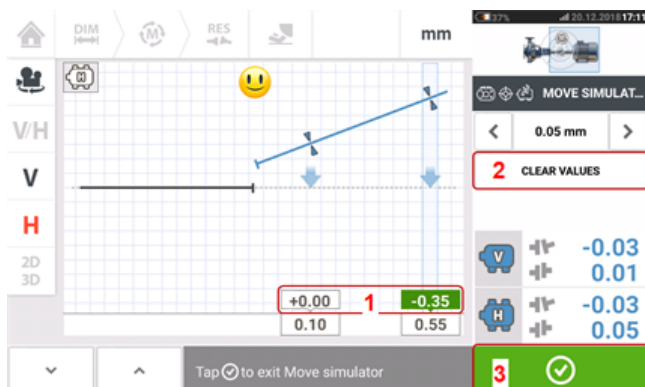 DIM
M
RES
mm
37%
20.12.2018 17:11
H
MOVE SIMULAT...
0.05 mm
V/H
2
CLEAR VALUES
V
H
2D
3D
V
-0.03
0.01
+0.00
1
-0.35
0.10
0.55
H
-0.03
0.05
Tap to exit Move simulator
3